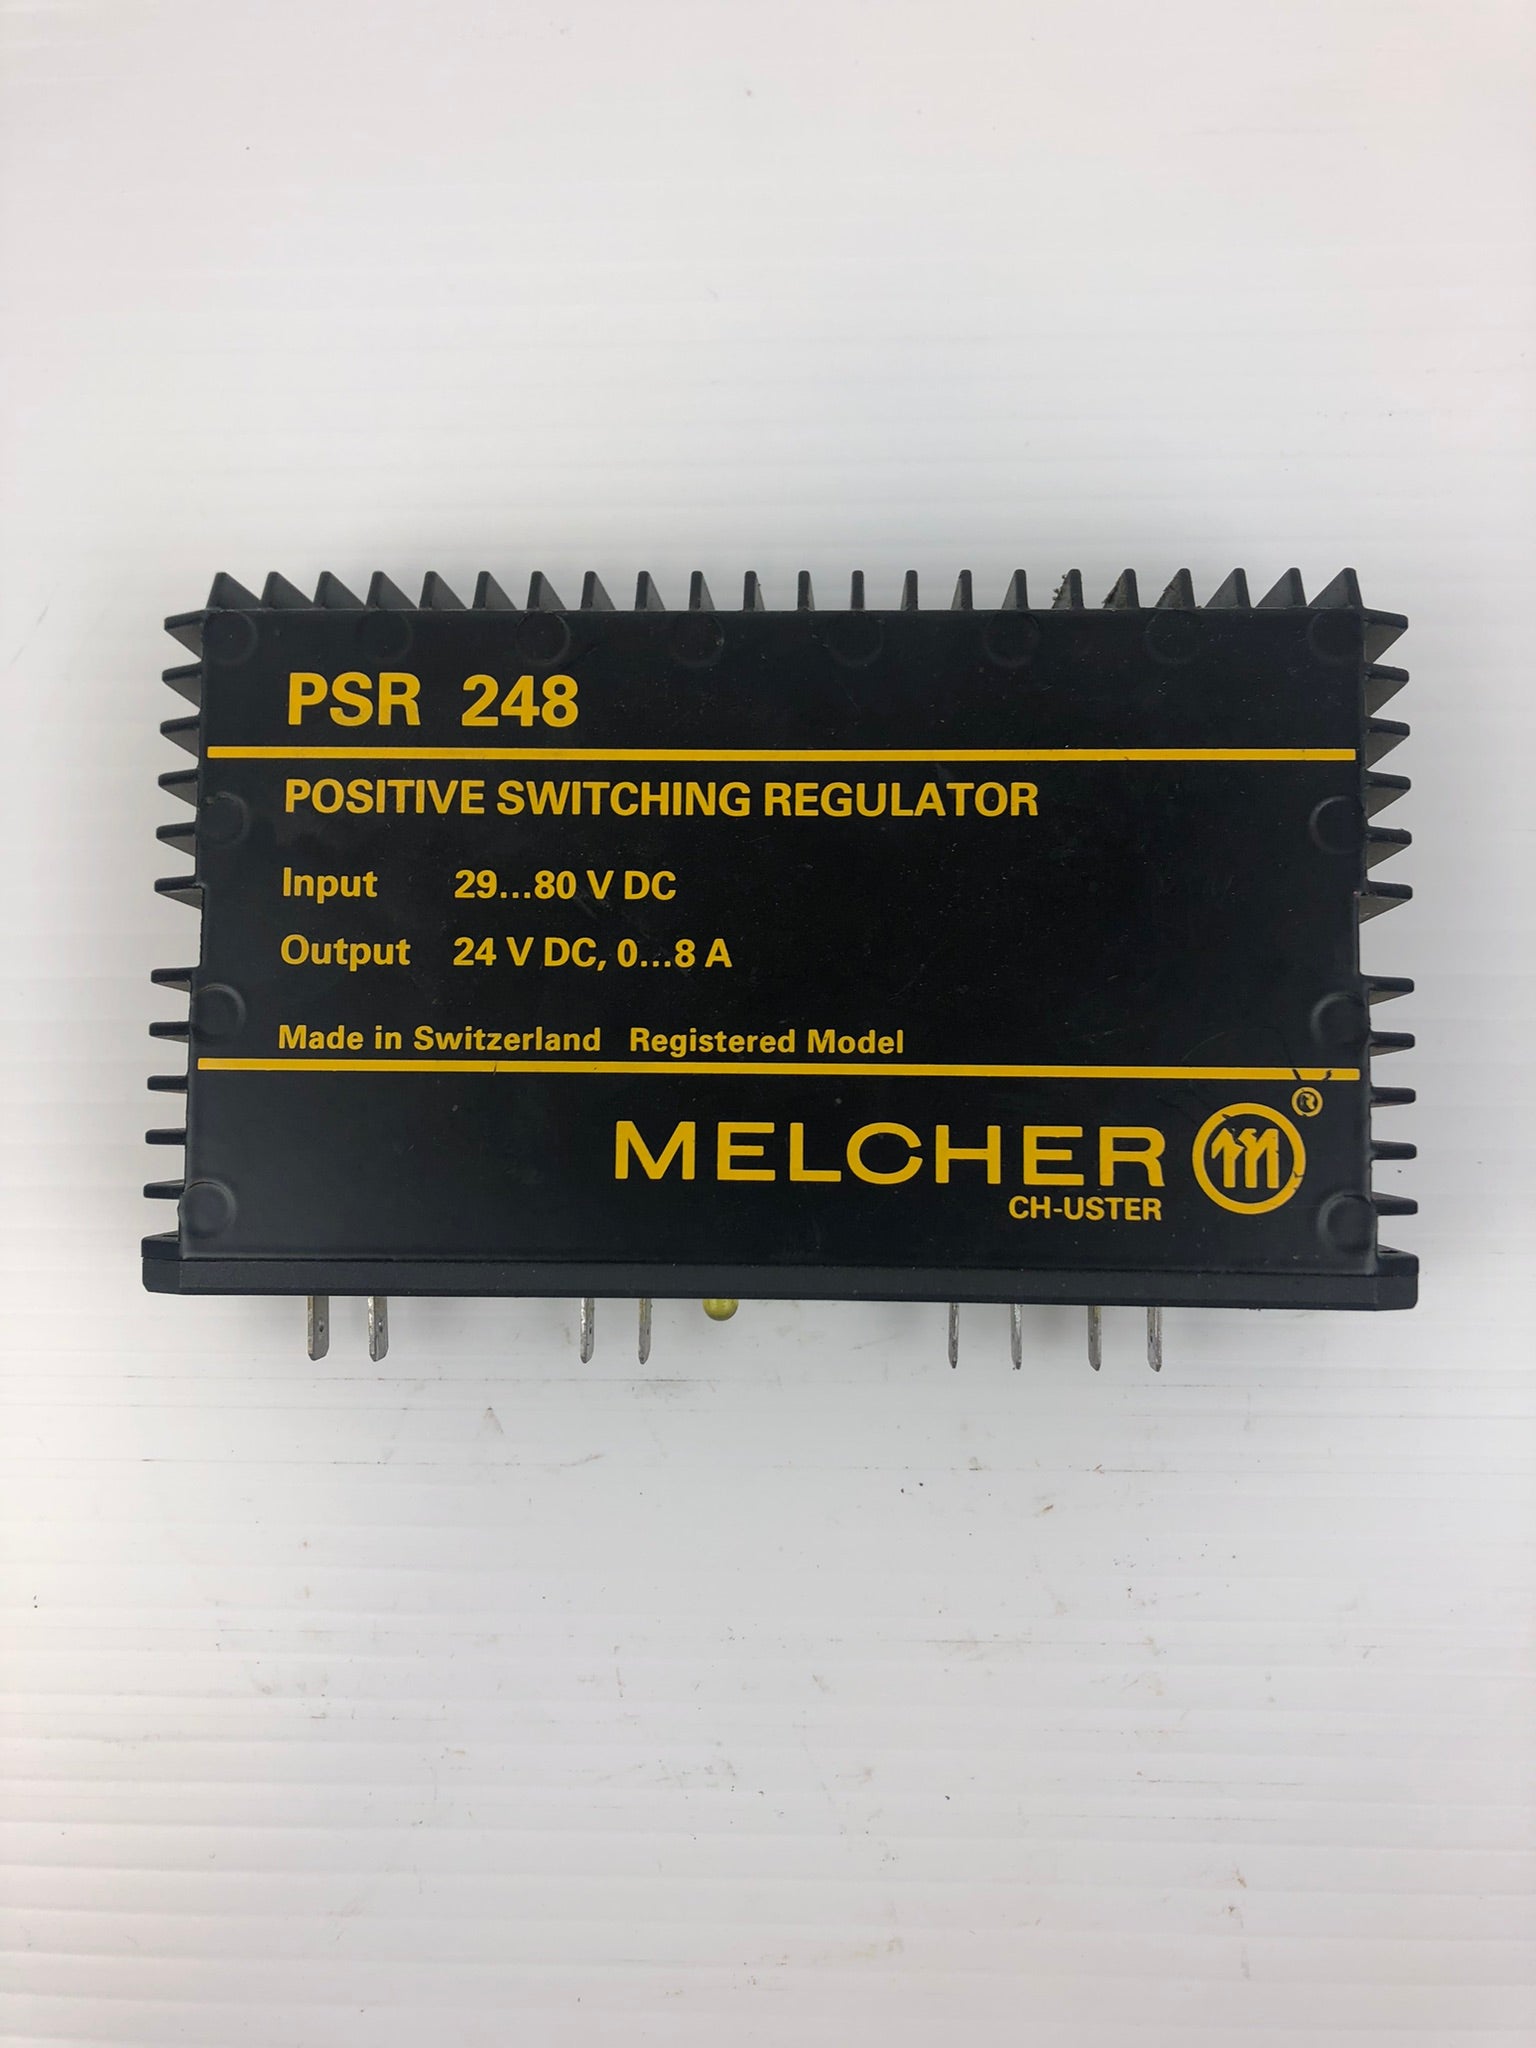 PSR 248
POSITIVE SWITCHING REGULATOR
Input 29...80 V DC
Output 24 V DC, 0...8 A
Made in Switzerland Registered Model
MELCHER ®
CH-USTER